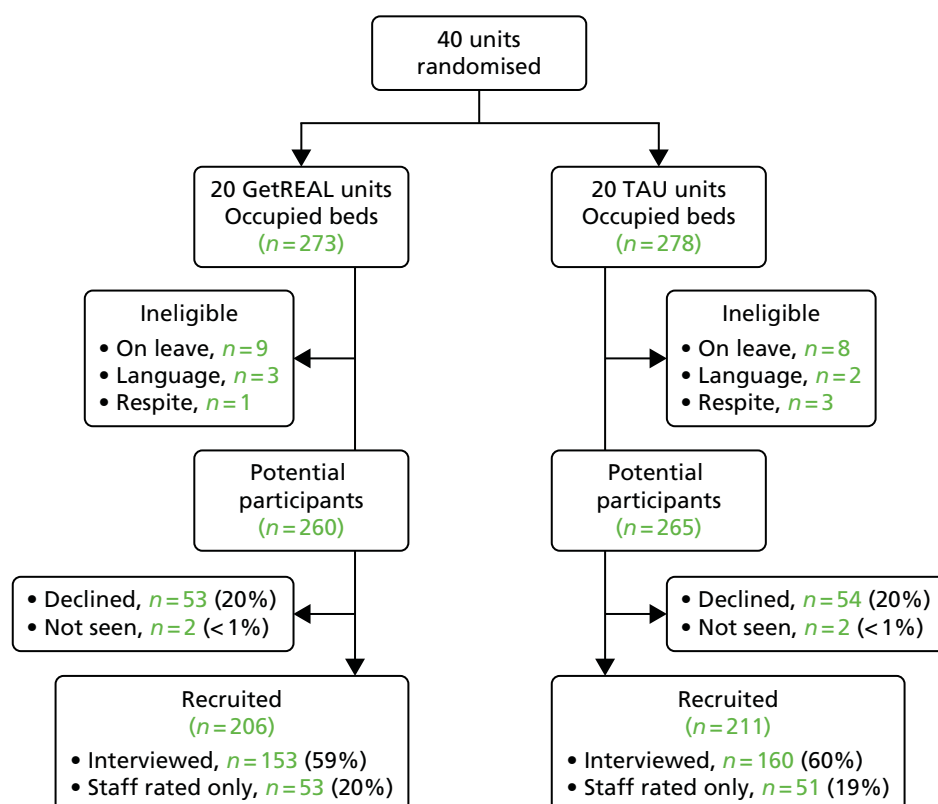 40 units
randomised
20 GetREAL units
Occupied beds
(n=273)
20 TAU units
Occupied beds
(n=278)
Ineligible
• On leave, n=9
• Language, n=3
• Respite, n=1
Ineligible
• On leave, n=8
• Language, n=2
• Respite, n=3
Potential
participants
(n=260)
Potential
participants
(n=265)
• Declined, n=53 (20%)
• Not seen, n=2 (<1%)
• Declined, n=54 (20%)
• Not seen, n=2 (<1%)
Recruited
(n=206)
• Interviewed, n=153 (59%)
• Staff rated only, n=53 (20%)
Recruited
(n=211)
• Interviewed, n=160 (60%)
• Staff rated only, n=51 (19%)